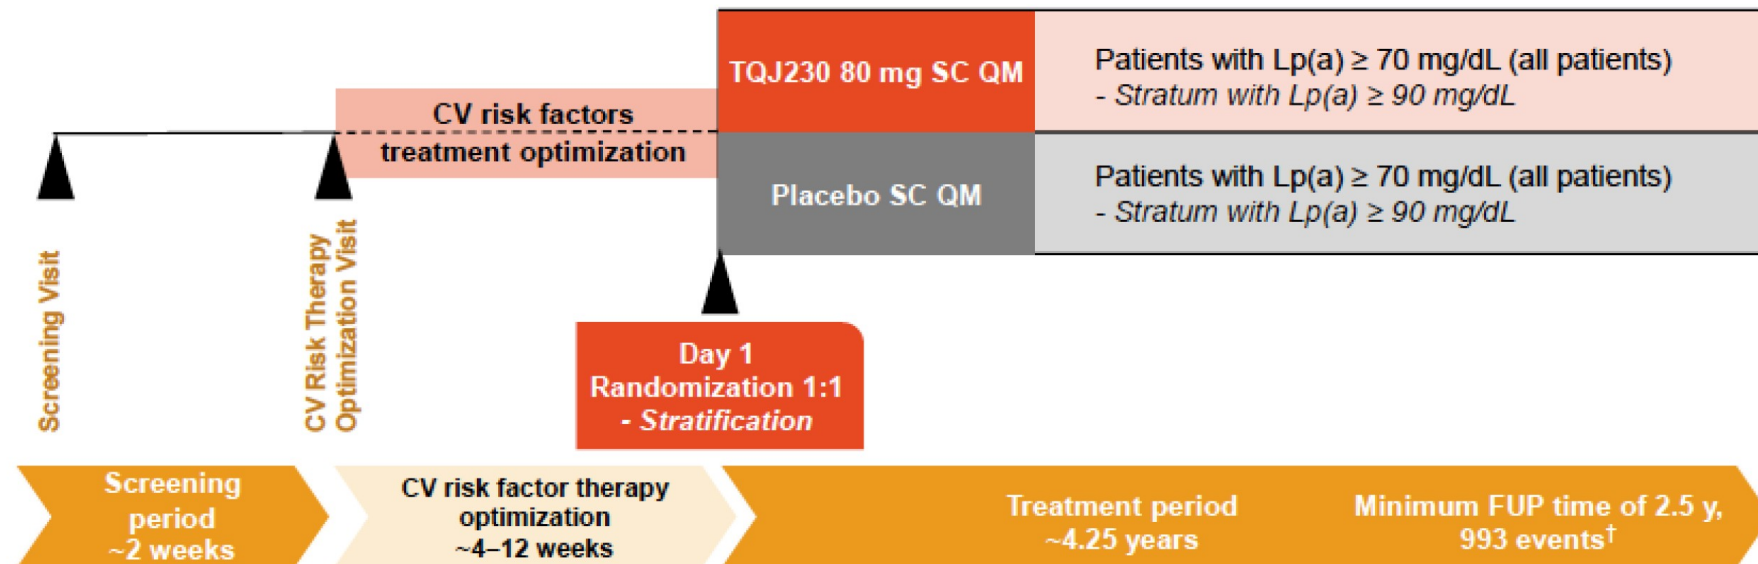 TQJ230 80 mg SC QM
Patients with Lp(a) ≥ 70 mg/dL (all patients)
- Stratum with Lp(a) ≥ 90 mg/dL
CV risk factors
treatment optimization
Placebo SC QM
Patients with Lp(a) ≥ 70 mg/dL (all patients)
- Stratum with Lp(a) ≥ 90 mg/dL
Screening Visit
CV Risk Therapy
Optimization Visit
Day 1
Randomization 1:1
- Stratification
Screening
period
~2 weeks
CV risk factor therapy
optimization
~4–12 weeks
Treatment period
~4.25 years
Minimum FUP time of 2.5 y,
993 events†